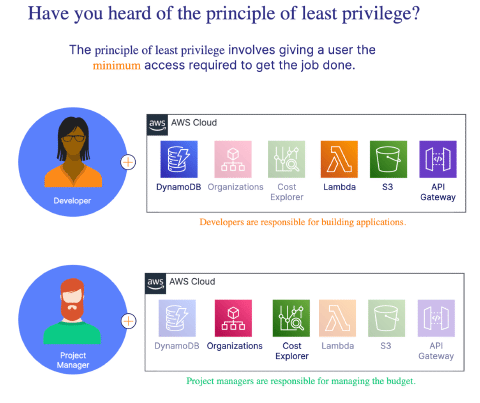 Have you heard of the principle of least privilege?
The principle of least privilege involves giving a user the
minimum access required to get the job done.
aws AWS Cloud
DynamoDB Organizations Cost Explorer Lambda S3 API Gateway
Developer
Developers are responsible for building applications.
aws AWS Cloud
DynamoDB Organizations Cost Explorer Lambda S3 API Gateway
Project
Manager
Project managers are responsible for managing the budget.